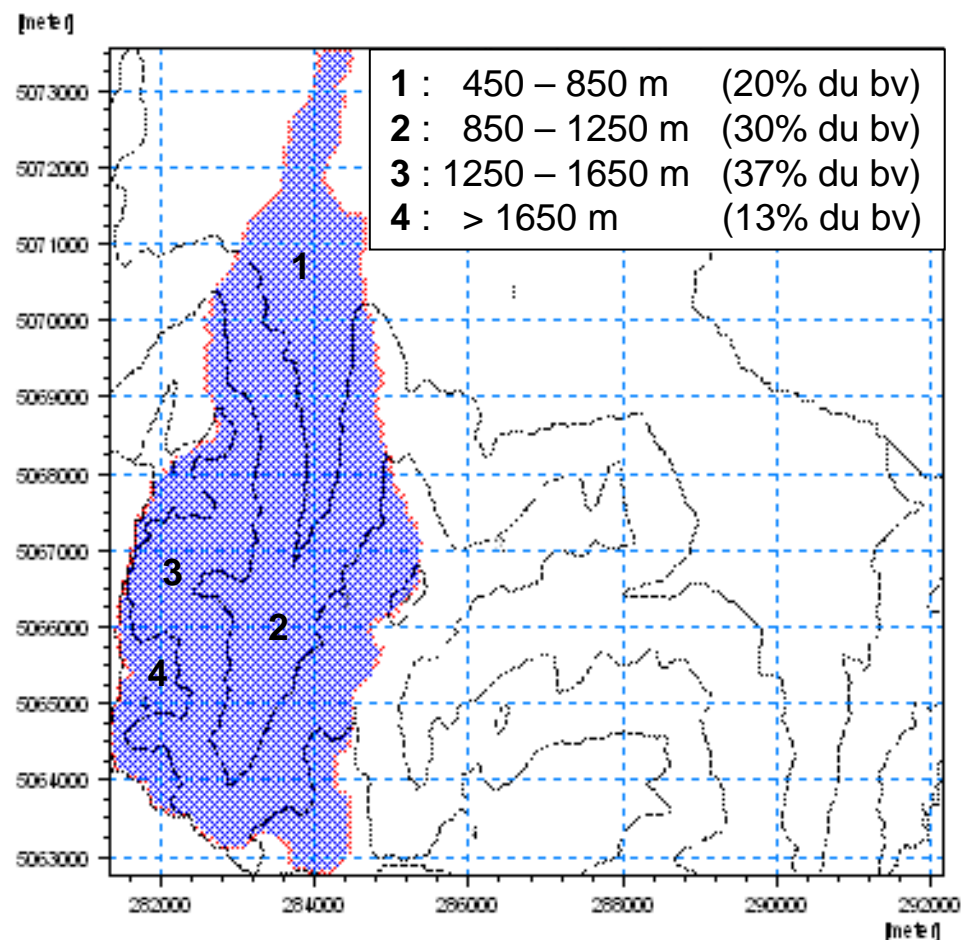 [meter]
1 : 450 – 850 m (20% du bv)
2 : 850 – 1250 m (30% du bv)
3 : 1250 – 1650 m (37% du bv)
4 : > 1650 m (13% du bv)
5073000
5072000
5071000
1
5070000
5069000
5068000
5067000
3
5066000
2
4
5065000
5064000
5063000
282000 284000 286000 288000 290000 292000
[meter]